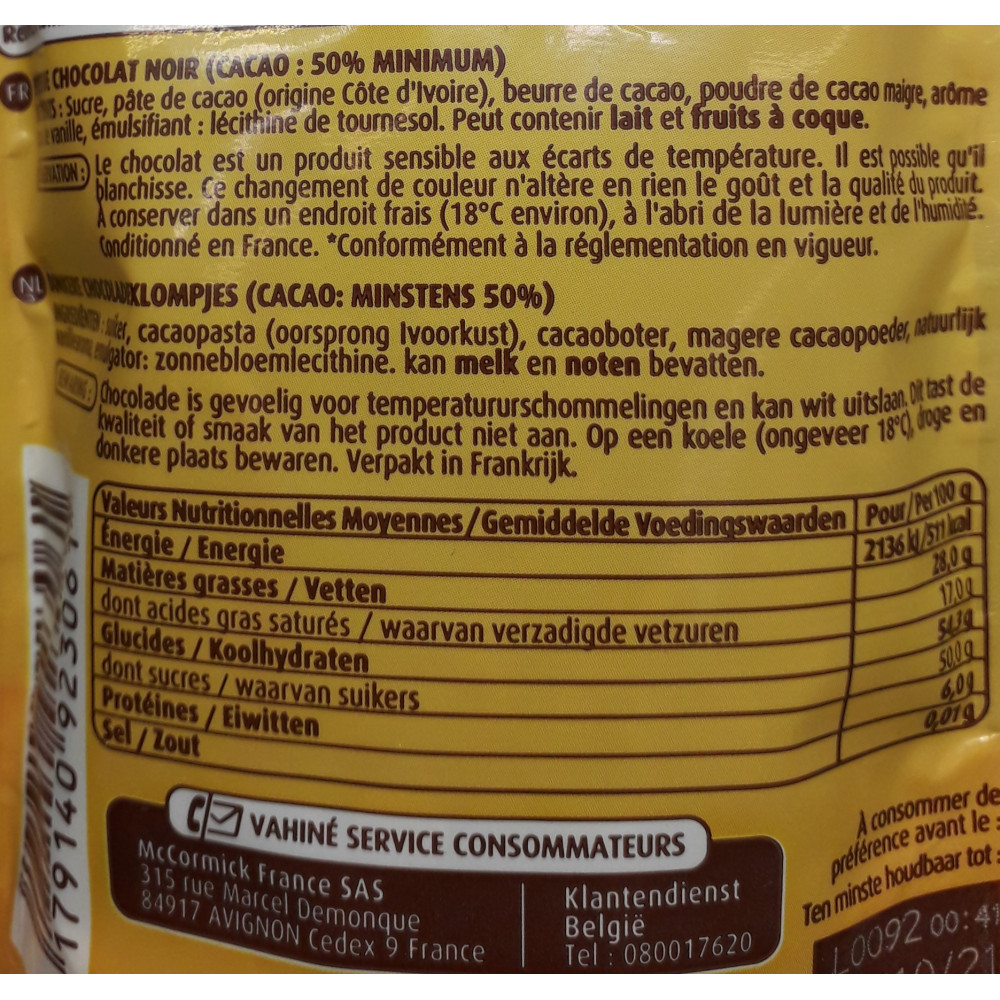 FR
CHOCOLAT NOIR (CACAO : 50% MINIMUM)
: Sucre, pâte de cacao (origine Côte d'Ivoire), beurre de cacao, poudre de cacao maigre, arôme
vanille, émulsifiant : lécithine de tournesol. Peut contenir lait et fruits à coque.
Le chocolat est un produit sensible aux écarts de température. Il est possible qu'il
blanchisse. Ce changement de couleur n'altère en rien le goût et la qualité du produit.
À conserver dans un endroit frais (18°C environ), à l'abri de la lumière et de l'humidité.
Conditionné en France. *Conformément à la réglementation en vigueur.
NL
CHOCOLADEKLOMPJES (CACAO: MINSTENS 50%)
suiker, cacaopasta (oorsprong Ivoorkust), cacaoboter, magere cacaopoeder, natuurlijk
zonnebloemlecithine. kan melk en noten bevatten.
Chocolade is gevoelig voor temperatururschommelingen en kan wit uitslaan. Dit tast de
kwaliteit of smaak van het product niet aan. Op een koele (ongeveer 18°C), droge en
donkere plaats bewaren. Verpakt in Frankrijk.
Valeurs Nutritionnelles Moyennes / Gemiddelde Voedingswaarden Pour / Per 100 g
Énergie / Energie 2136 kJ/511 kcal
Matières grasses / Vetten 28,0 g
dont acides gras saturés / waarvan verzadigde vetzuren 17,0 g
Glucides / Koolhydraten 54,3 g
dont sucres / waarvan suikers 50,0 g
Protéines / Eiwitten 6,0 g
Sel / Zout 0,01 g
VAHINÉ SERVICE CONSOMMATEURS
McCormick France SAS
315 rue Marcel Demonque
84917 AVIGNON Cedex 9 France
Klantendienst
België
Tel : 080017620
À consommer de
préférence avant le :
Ten minste houdbaar tot :
L0092 00:41